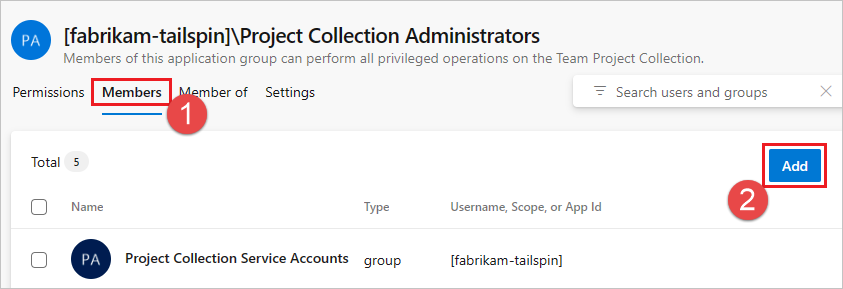 PA
[fabrikam-tailspin]\Project Collection Administrators
Members of this application group can perform all privileged operations on the Team Project Collection.
Permissions Members Member of Settings
Search users and groups
1
Total 5
Add
2
Name Type Username, Scope, or App Id
PA Project Collection Service Accounts group [fabrikam-tailspin]